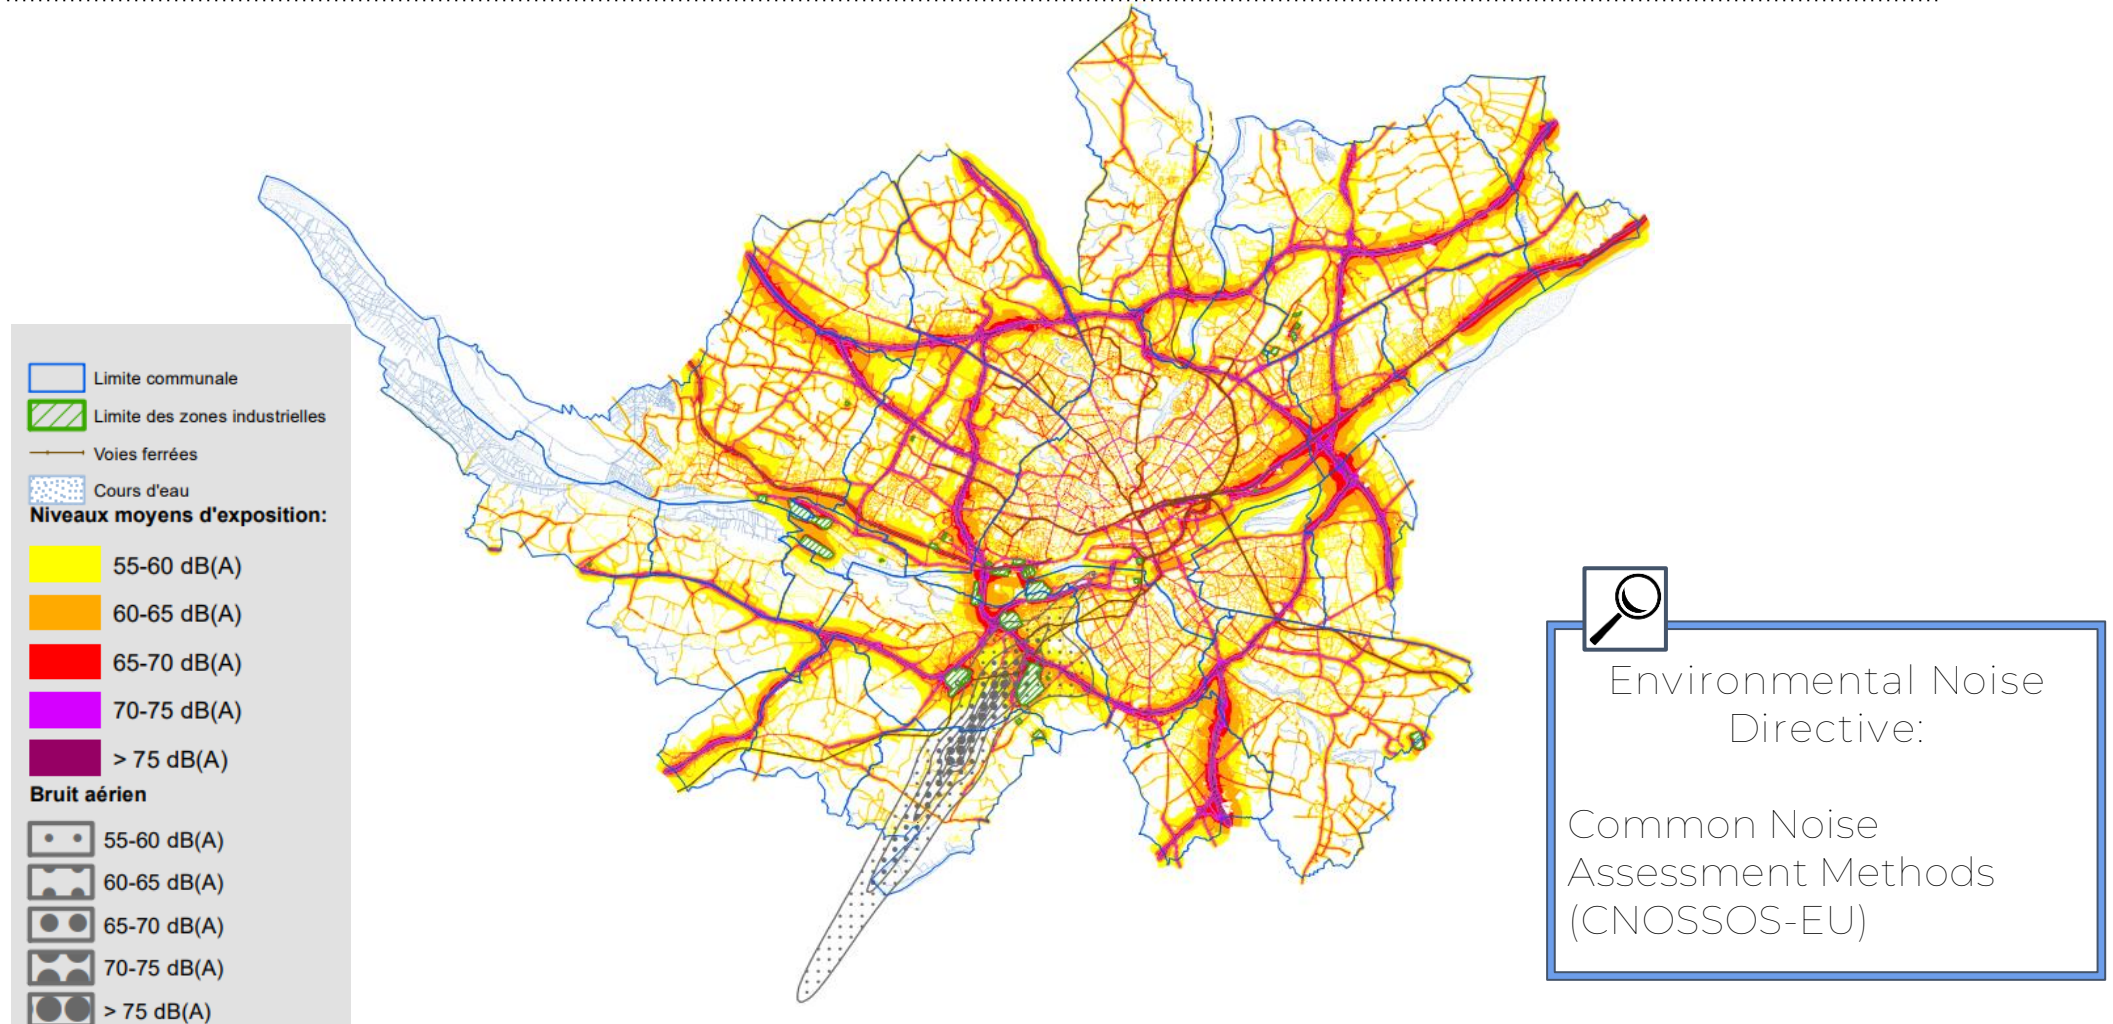 Limite communale
Limite des zones industrielles
Voies ferrées
Cours d'eau
Niveaux moyens d'exposition:
55-60 dB(A)
60-65 dB(A)
65-70 dB(A)
70-75 dB(A)
> 75 dB(A)
Bruit aérien
55-60 dB(A)
60-65 dB(A)
65-70 dB(A)
70-75 dB(A)
> 75 dB(A)
Environmental Noise
Directive:
Common Noise
Assessment Methods
(CNOSSOS-EU)